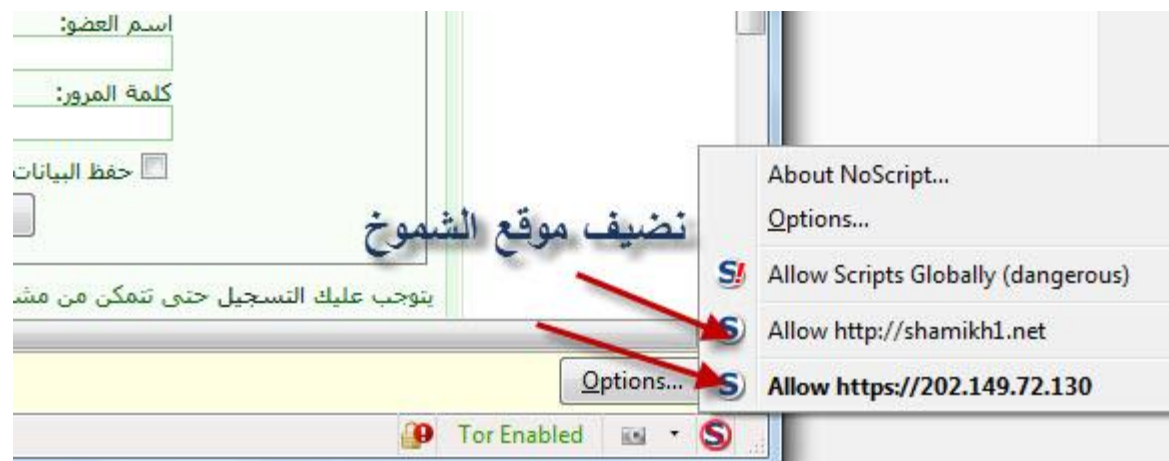 اسم العضو:
كلمة المرور:
حفظ البيانات
نضيف موقع الشموخ
يتوجب عليك التسجيل حتى تتمكن من
About NoScript...
Options...
Allow Scripts Globally (dangerous)
Allow http://shamikh1.net
Allow https://202.149.72.130
Options...
Tor Enabled